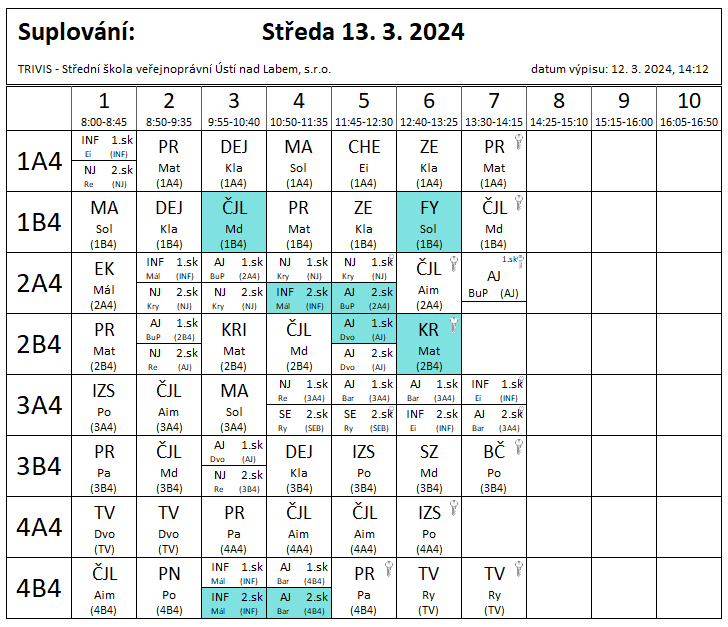 Suplování: Středa 13. 3. 2024
TRIVIS - Střední škola veřejnoprávní Ústí nad Labem, s.r.o. datum výpisu: 12. 3. 2024, 14:12
1 2 3 4 5 6 7 8 9 10
8:00-8:45 8:50-9:35 9:55-10:40 10:50-11:35 11:45-12:30 12:40-13:25 13:30-14:15 14:25-15:10 15:15-16:00 16:05-16:50
1A4
INF 1.sk
Ei (INF)
NJ 2.sk
Re (NJ)
PR
Mat
(1A4)
DEJ
Kla
(1A4)
MA
Sol
(1A4)
CHE
Ei
(1A4)
ZE
Kla
(1A4)
PR
Mat
(1A4)
1B4
MA
Sol
(1B4)
DEJ
Kla
(1B4)
ČJL
Md
(1B4)
PR
Mat
(1B4)
ZE
Kla
(1B4)
FY
Sol
(1B4)
ČJL
Md
(1B4)
2A4
EK
Mál
(2A4)
INF 1.sk
Mál (INF)
NJ 2.sk
Kry (NJ)
AJ 1.sk
BuP (2A4)
NJ 2.sk
Kry (NJ)
NJ 1.sk
Kry (NJ)
INF 2.sk
Mál (INF)
NJ 1.sk
Kry (NJ)
AJ 2.sk
BuP (2A4)
ČJL
Aim
(2A4)
1.sk
AJ
BuP (AJ)
2B4
PR
Mat
(2B4)
AJ 1.sk
BuP (2B4)
NJ 2.sk
Re (AJ)
KRI
Mat
(2B4)
ČJL
Md
(2B4)
AJ 1.sk
Dvo (AJ)
AJ 2.sk
Dvo (AJ)
KR
Mat
(2B4)
3A4
IZS
Po
(3A4)
ČJL
Aim
(3A4)
MA
Sol
(3A4)
NJ 1.sk
Re (3A4)
SE 2.sk
Ry (SEB)
AJ 1.sk
Bar (3A4)
SE 2.sk
Ry (SEB)
AJ 1.sk
Bar (3A4)
INF 2.sk
Ei (INF)
INF 1.sk
Ei (INF)
AJ 2.sk
Bar (3A4)
3B4
PR
Pa
(3B4)
ČJL
Md
(3B4)
AJ 1.sk
Dvo (AJ)
NJ 2.sk
Re (3B4)
DEJ
Kla
(3B4)
IZS
Po
(3B4)
SZ
Md
(3B4)
BČ
Po
(3B4)
4A4
TV
Dvo
(TV)
TV
Dvo
(TV)
PR
Pa
(4A4)
ČJL
Aim
(4A4)
ČJL
Aim
(4A4)
IZS
Po
(4A4)
4B4
ČJL
Aim
(4B4)
PN
Po
(4B4)
INF 1.sk
Mál (INF)
INF 2.sk
Mál (INF)
AJ 1.sk
Bar (4B4)
AJ 2.sk
Bar (4B4)
PR
Pa
(4B4)
TV
Ry
(TV)
TV
Ry
(TV)